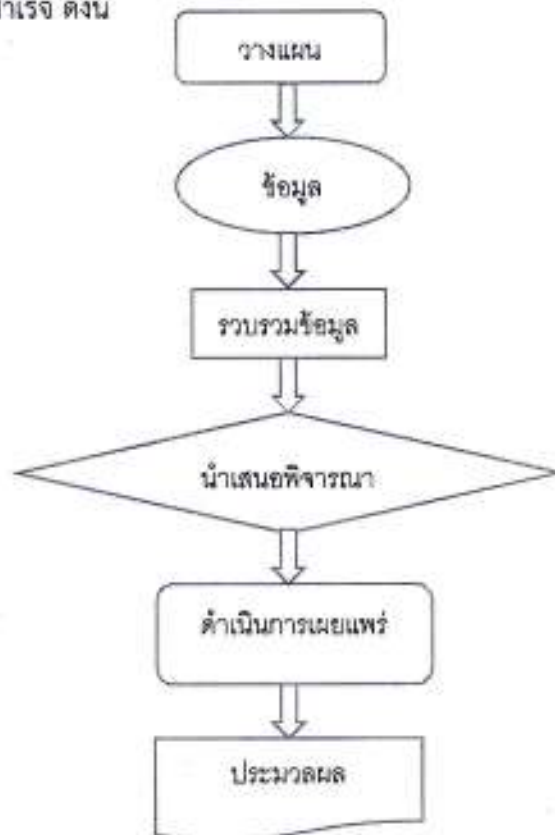 วางแผน
ข้อมูล
รวบรวมข้อมูล
นำเสนอพิจารณา
ดำเนินการเผยแพร่
ประมวลผล